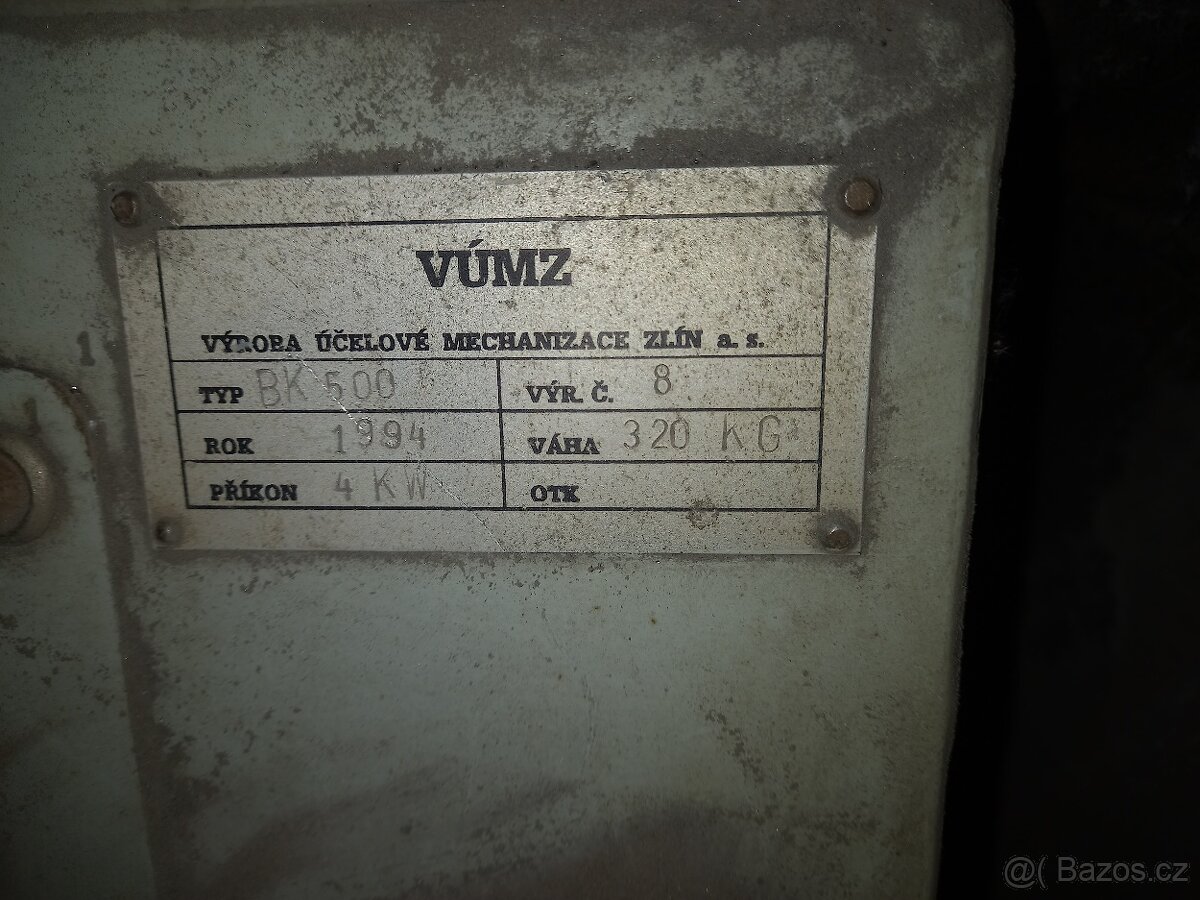 VÚMZ
VÝROBA ÚČELOVÉ MECHANIZACE ZLÍN a. s.
TYP BK 500 VÝR. Č. 8
ROK 1994 VÁHA 320 KG
PŘÍKON 4 KW OTK
1
@( Bazos.cz